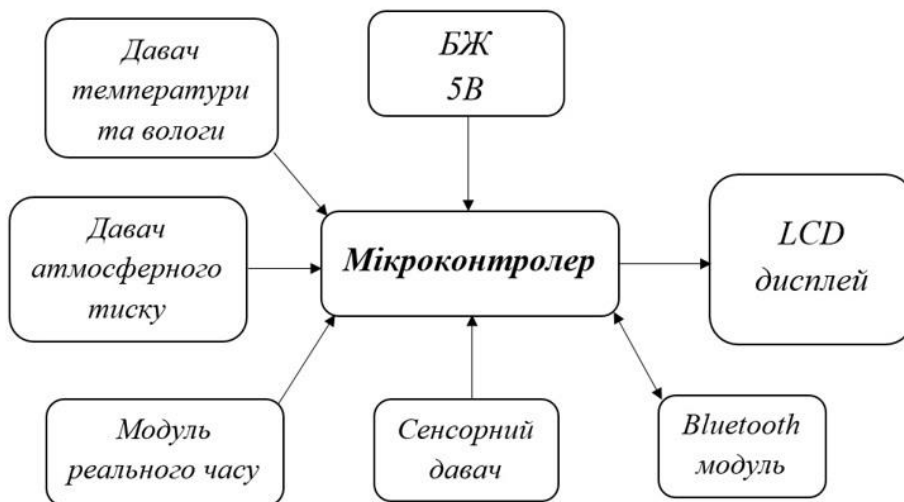 Давач
температури
та вологи
БЖ
5В
Давач
атмосферного
тиску
Мікроконтролер
LCD
дисплей
Модуль
реального часу
Сенсорний
давач
Bluetooth
модуль